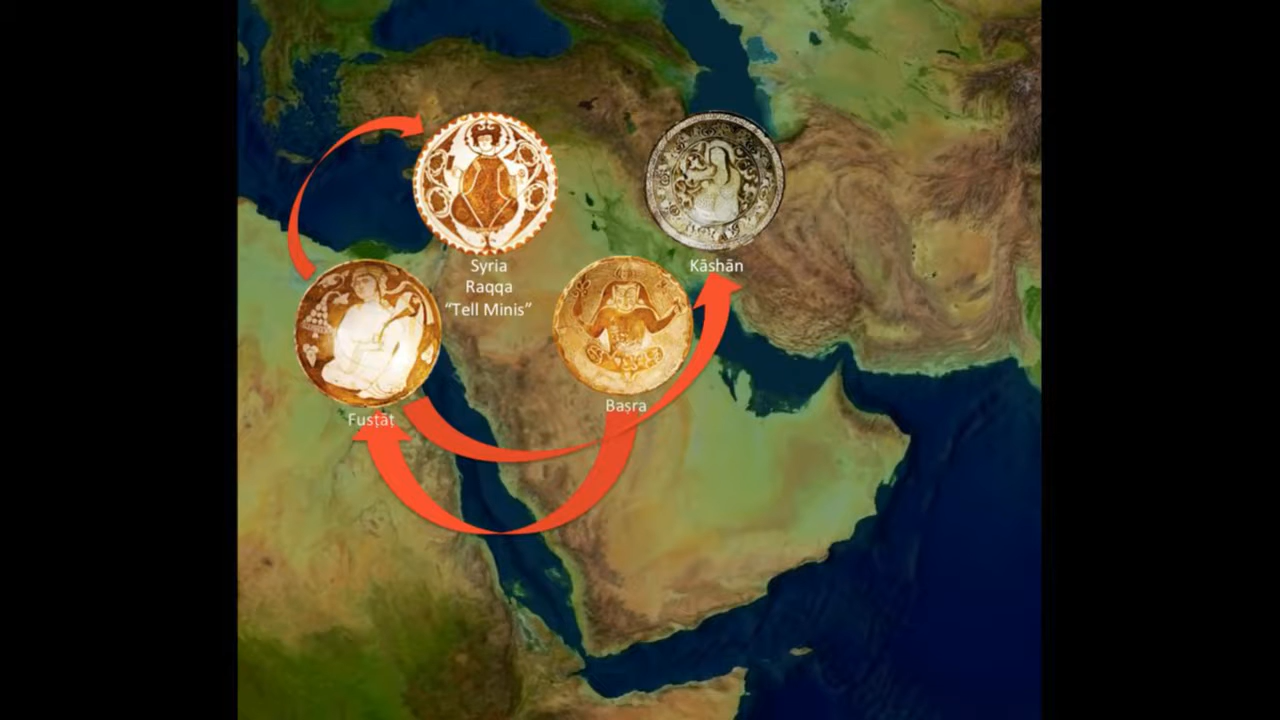 Syria
Raqqa
“Tell Minis”
Kāshān
Baṣra
Fusṭāṭ